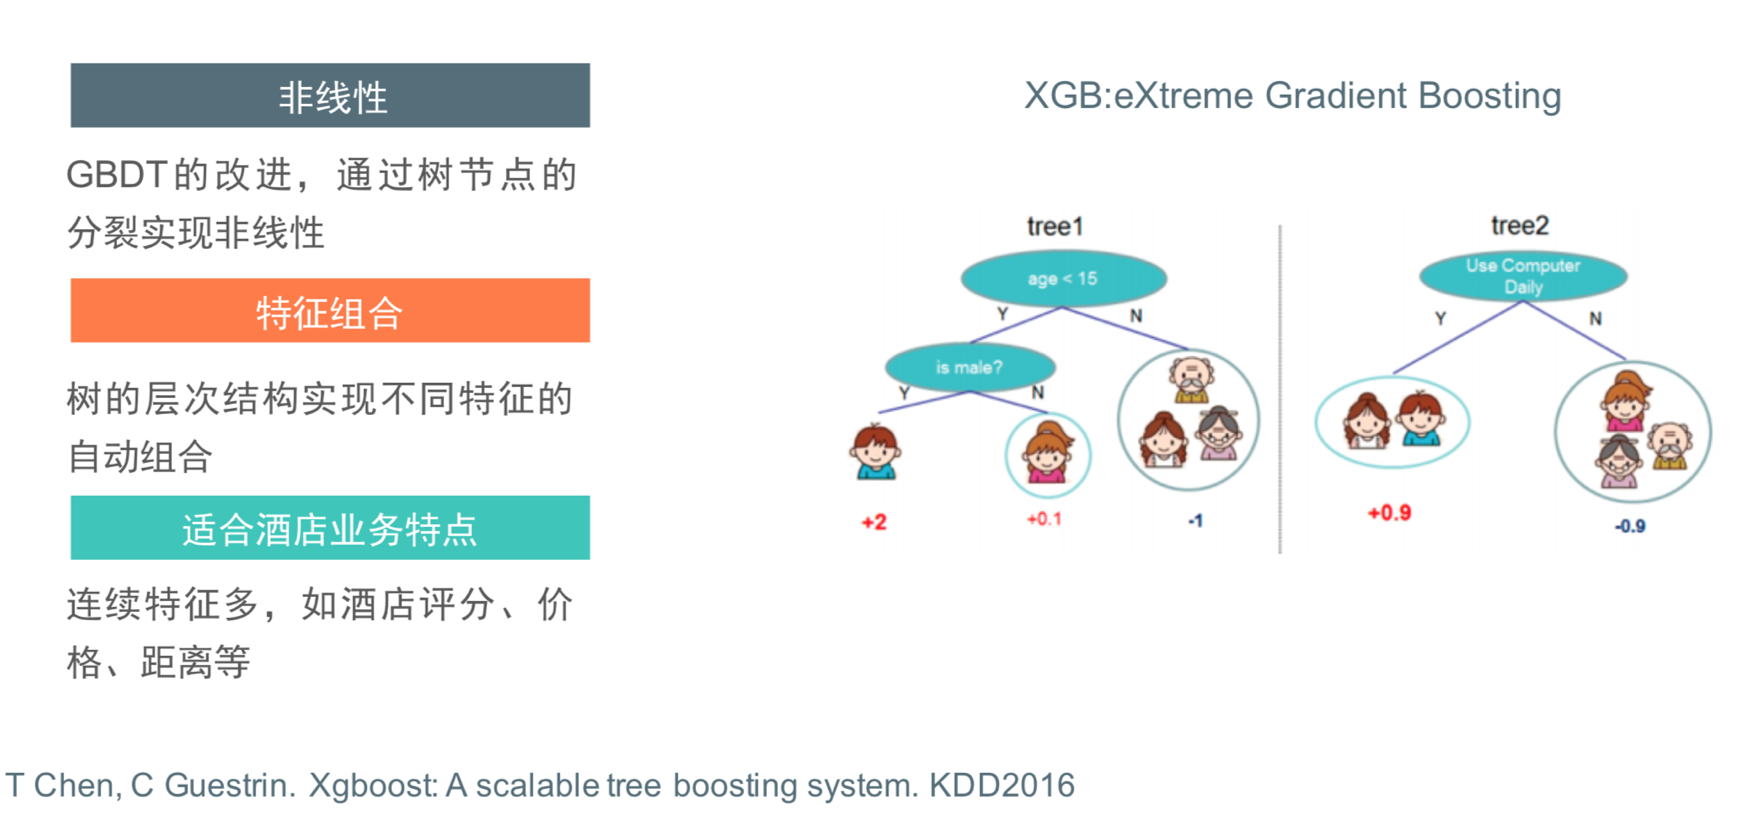 非线性
GBDT的改进，通过树节点的
分裂实现非线性
特征组合
树的层次结构实现不同特征的
自动组合
适合酒店业务特点
连续特征多，如酒店评分、价
格、距离等
XGB:eXtreme Gradient Boosting
tree1
age < 15
Y N
is male?
Y N
+2 +0.1 -1
tree2
Use Computer
Daily
Y N
+0.9 -0.9
T Chen, C Guestrin. Xgboost: A scalable tree boosting system. KDD2016